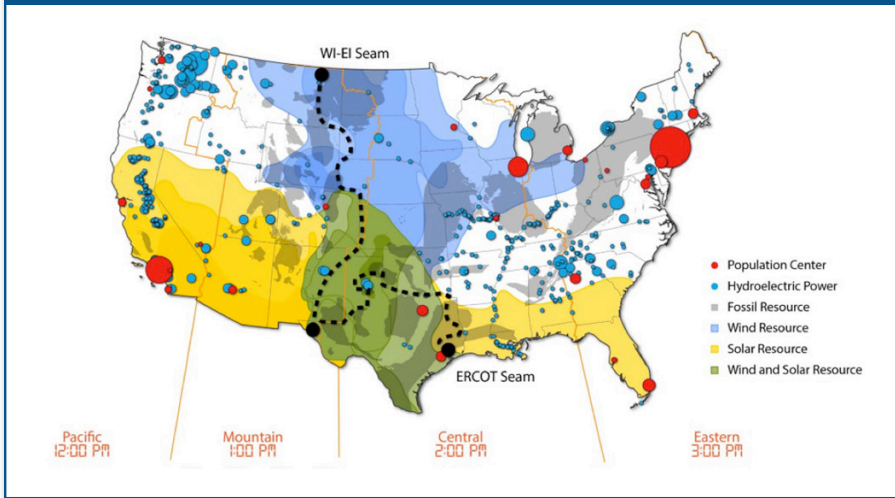 WI-EI Seam
Population Center
Hydroelectric Power
Fossil Resource
Wind Resource
Solar Resource
Wind and Solar Resource
ERCOT Seam
Pacific
12:00 PM
Mountain
1:00 PM
Central
2:00 PM
Eastern
3:00 PM